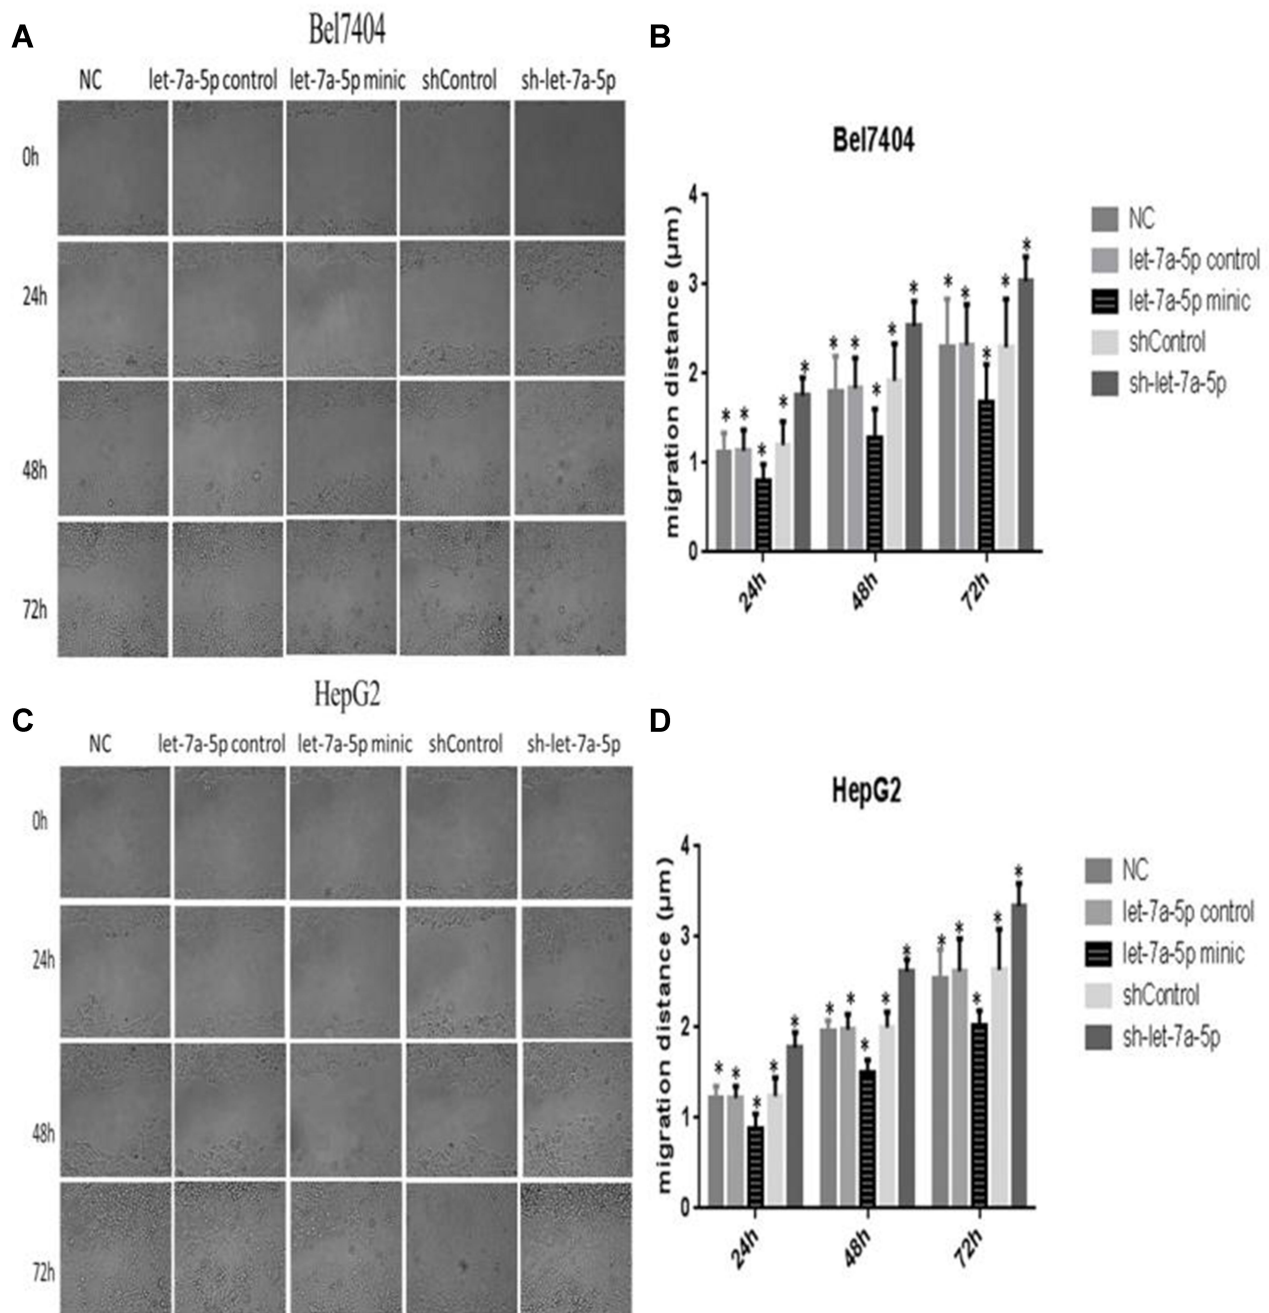 A
Bel7404
NC let-7a-5p control let-7a-5p minic shControl sh-let-7a-5p
0h
24h
48h
72h
B
Bel7404
migration distance (µm)
4
3
2
1
0
* * * * *
* * * * *
* * * * *
24h 48h 72h
NC
let-7a-5p control
let-7a-5p minic
shControl
sh-let-7a-5p
C
HepG2
NC let-7a-5p control let-7a-5p minic shControl sh-let-7a-5p
0h
24h
48h
72h
D
HepG2
migration distance (µm)
4
3
2
1
0
* * * * *
* * * * *
* * * * *
24h 48h 72h
NC
let-7a-5p control
let-7a-5p minic
shControl
sh-let-7a-5p